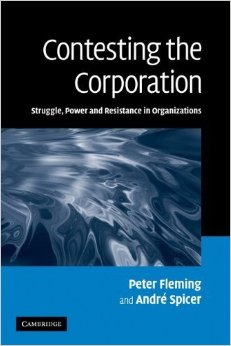 Contesting the
Corporation
Struggle, Power and Resistance in Organizations
Peter Fleming
and André Spicer
CAMBRIDGE